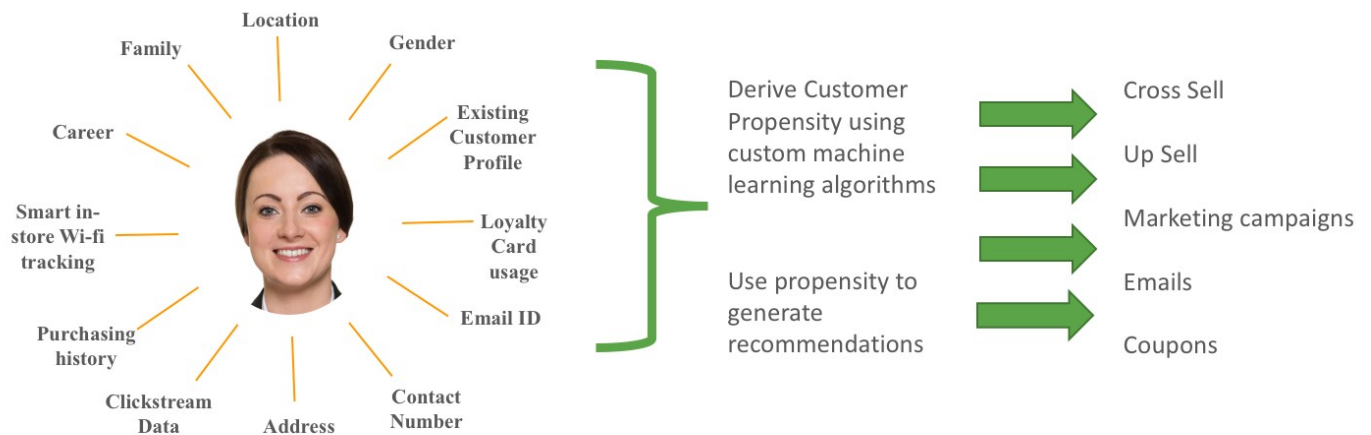 Location
Family
Gender
Career
Existing
Customer
Profile
Smart in-
store Wi-fi
tracking
Loyalty
Card
usage
Purchasing
history
Email ID
Clickstream
Data
Address
Contact
Number
Derive Customer
Propensity using
custom machine
learning algorithms
Use propensity to
generate
recommendations
Cross Sell
Up Sell
Marketing campaigns
Emails
Coupons